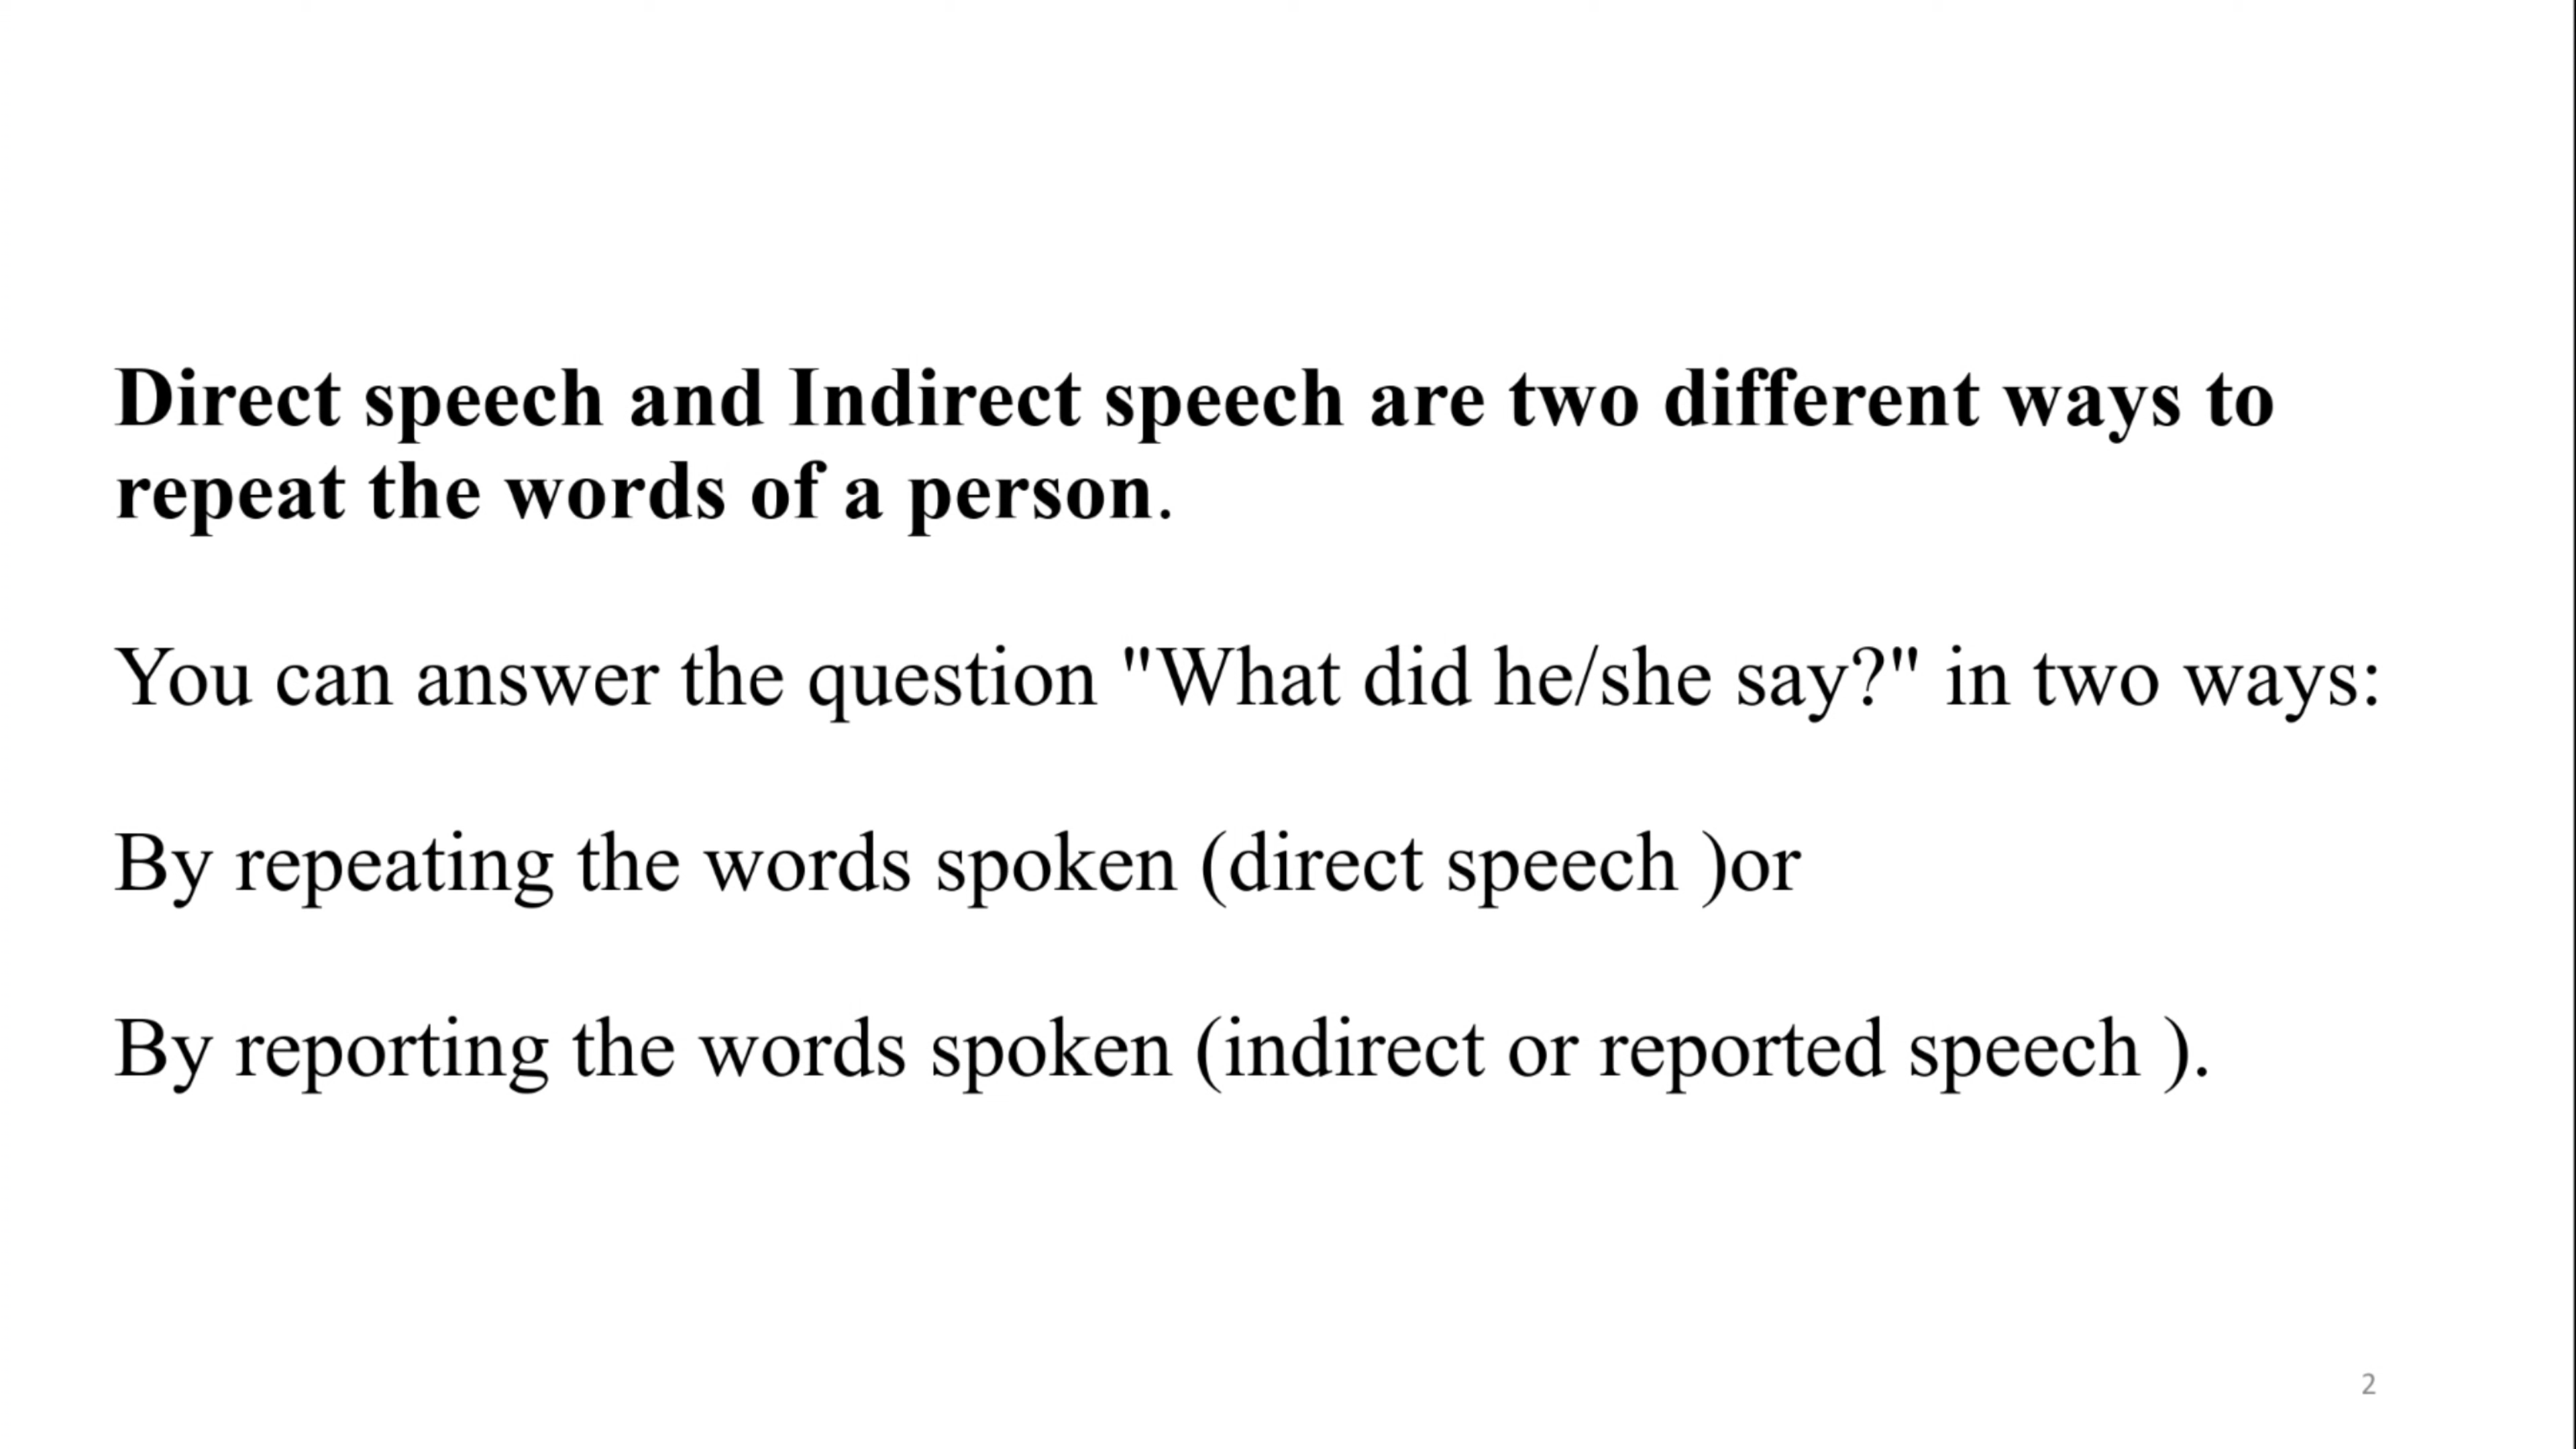 Direct speech and Indirect speech are two different ways to
repeat the words of a person.
You can answer the question "What did he/she say?" in two ways:
By repeating the words spoken (direct speech )or
By reporting the words spoken (indirect or reported speech ).
2